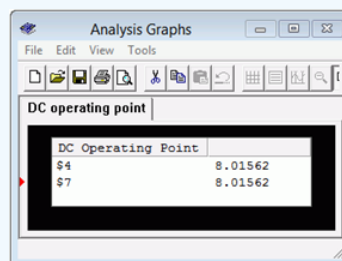 Analysis Graphs
File Edit View Tools
DC operating point
DC Operating Point
$4 8.01562
$7 8.01562